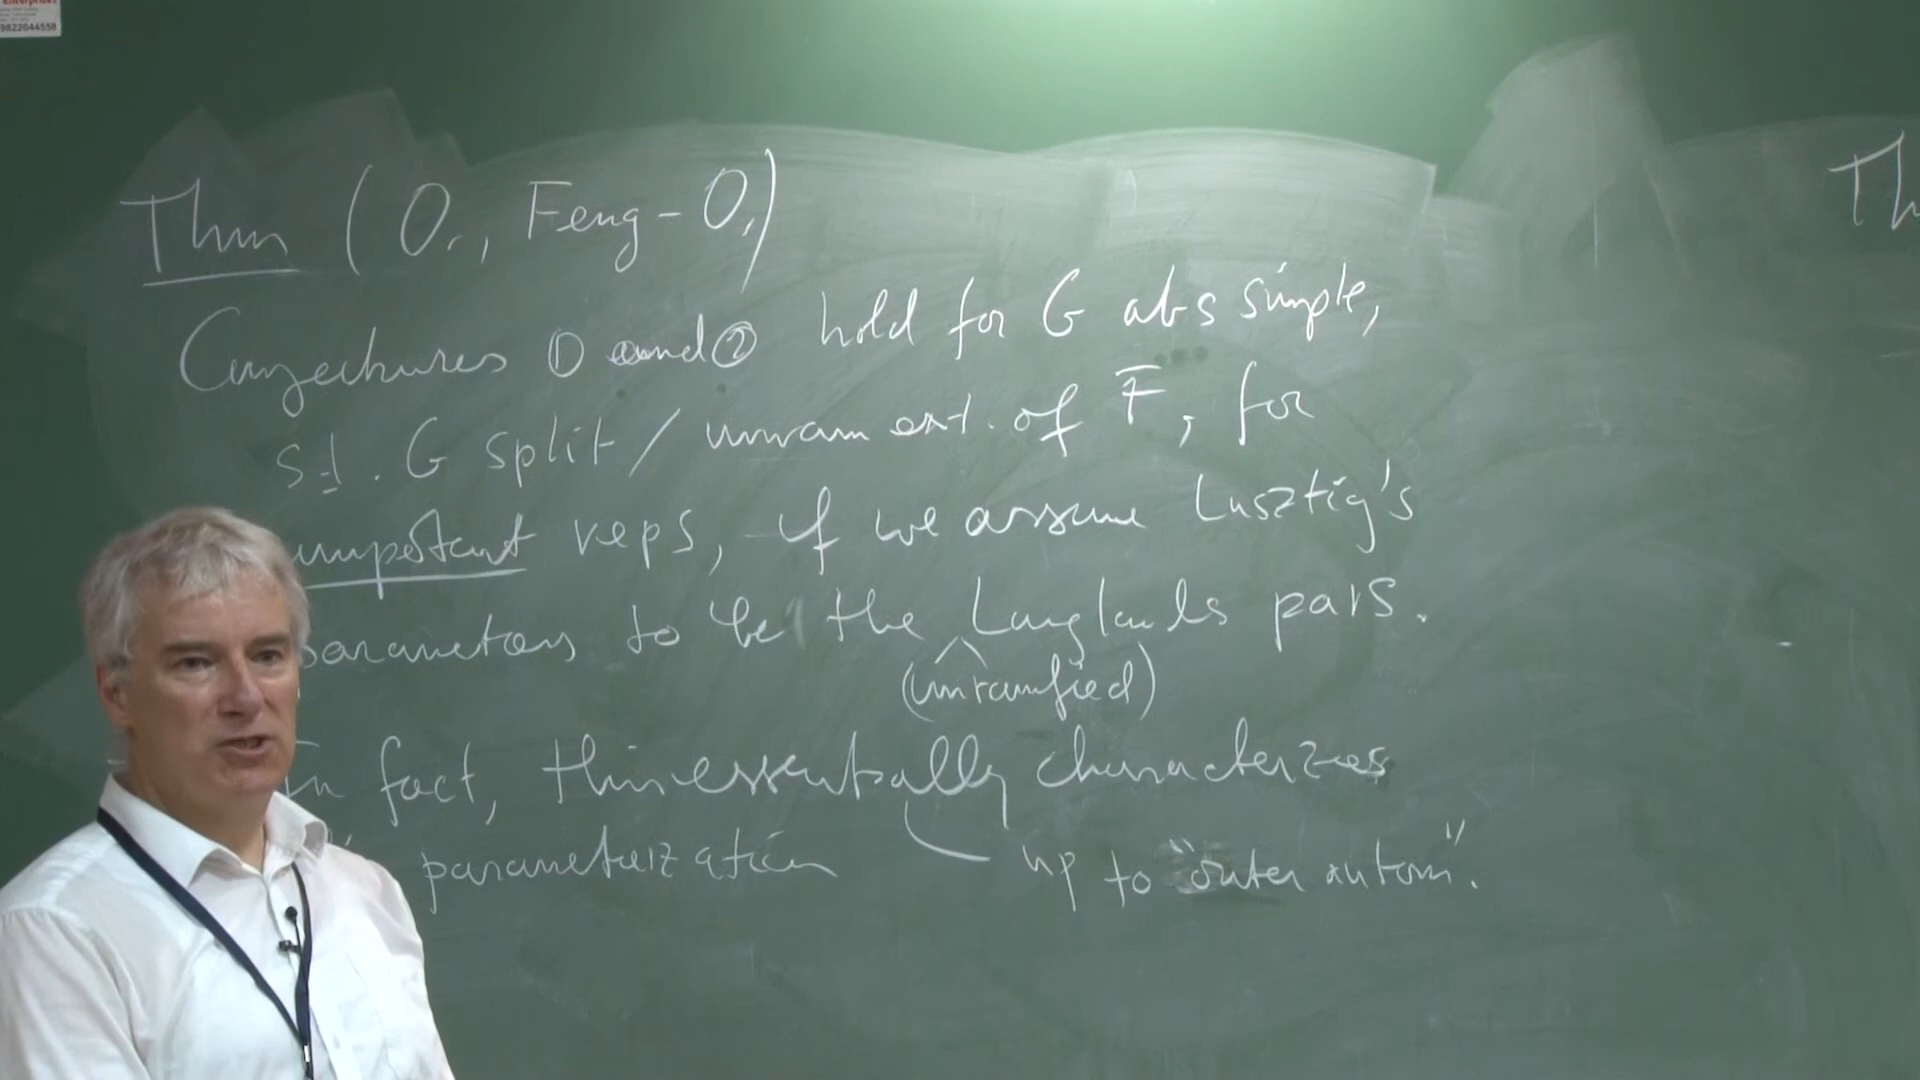 Enterprises
9822044558
Thm (O., Feng-O.)
Conjectures ① and ② hold for G abs simple,
s.t. G split / unram ext. of F, for
unipotent reps, if we assume Lusztig's
parameters to be the Langlands pars.
(unramified)
In fact, this essentially characterizes
parametrization
up to "outer autom".
Th